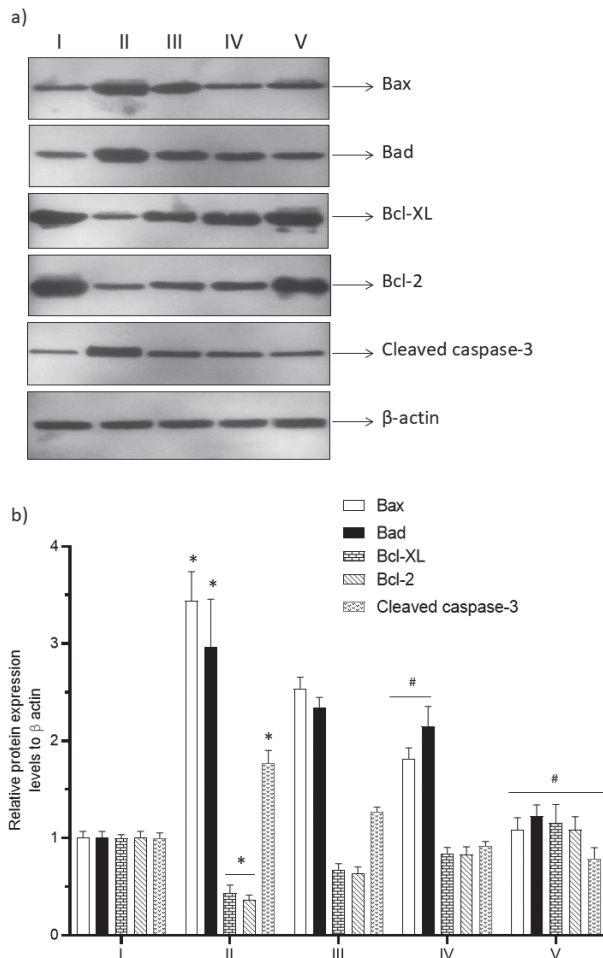 a)
I II III IV V
Bax
Bad
Bcl-XL
Bcl-2
Cleaved caspase-3
β-actin
b)
Bax
Bad
Bcl-XL
Bcl-2
Cleaved caspase-3
Relative protein expression
levels to β actin
4
3
2
1
0
* * * *
#
#
I II III IV V